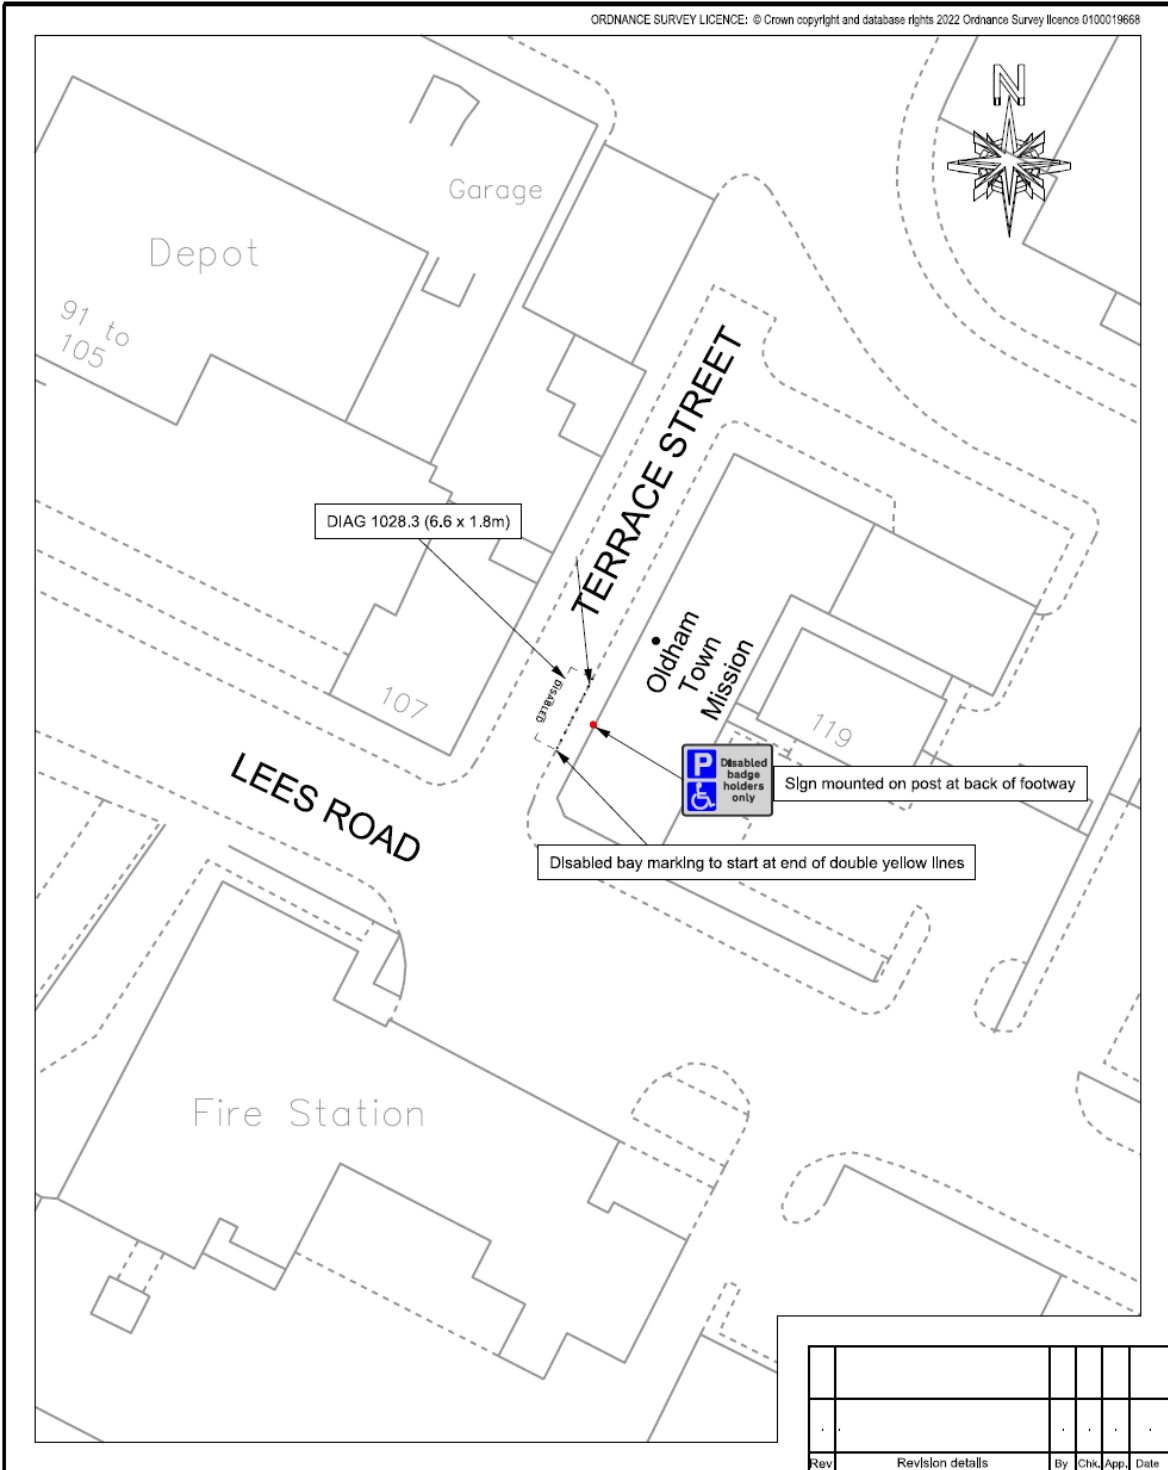 ORDNANCE SURVEY LICENCE: © Crown copyright and database rights 2022 Ordnance Survey licence 0100019668
N
Garage
Depot
91 to
105
TERRACE STREET
DIAG 1028.3 (6.6 x 1.8m)
Oldham
Town
Mission
DISABLED
107
119
LEES ROAD
P
Disabled
badge
holders
only
Sign mounted on post at back of footway
Disabled bay marking to start at end of double yellow lines
Fire Station
Rev Revision details By Chk. App. Date